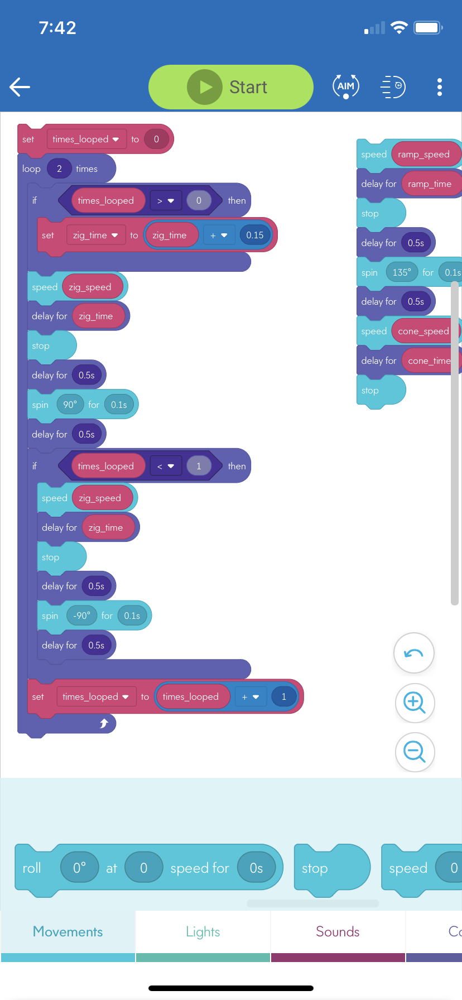 7:42
Start
AIM
set times_looped to 0
loop 2 times
if times_looped > 0 then
set zig_time to zig_time + 0.15
speed zig_speed
delay for zig_time
stop
delay for 0.5s
spin 90° for 0.1s
delay for 0.5s
if times_looped < 1 then
speed zig_speed
delay for zig_time
stop
delay for 0.5s
spin -90° for 0.1s
delay for 0.5s
set times_looped to times_looped + 1
speed ramp_speed
delay for ramp_time
stop
delay for 0.5s
spin 135° for 0.1s
delay for 0.5s
speed cone_speed
delay for cone_time
stop
roll 0° at 0 speed for 0s
stop
speed 0
Movements
Lights
Sounds